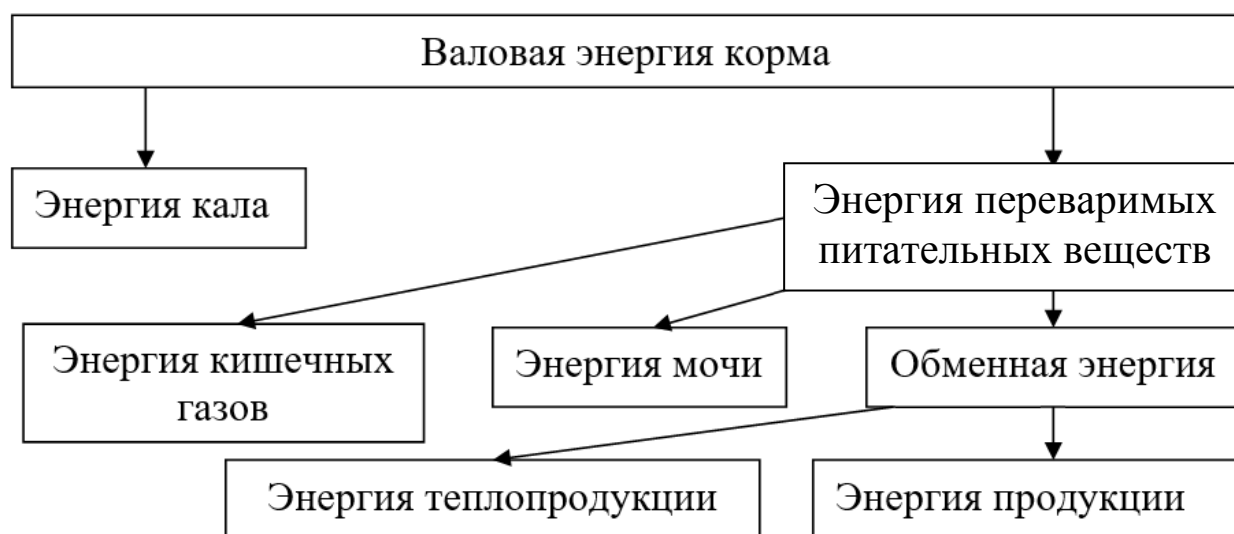 Валовая энергия корма
Энергия кала
Энергия переваримых
питательных веществ
Энергия кишечных
газов
Энергия мочи
Обменная энергия
Энергия теплопродукции
Энергия продукции